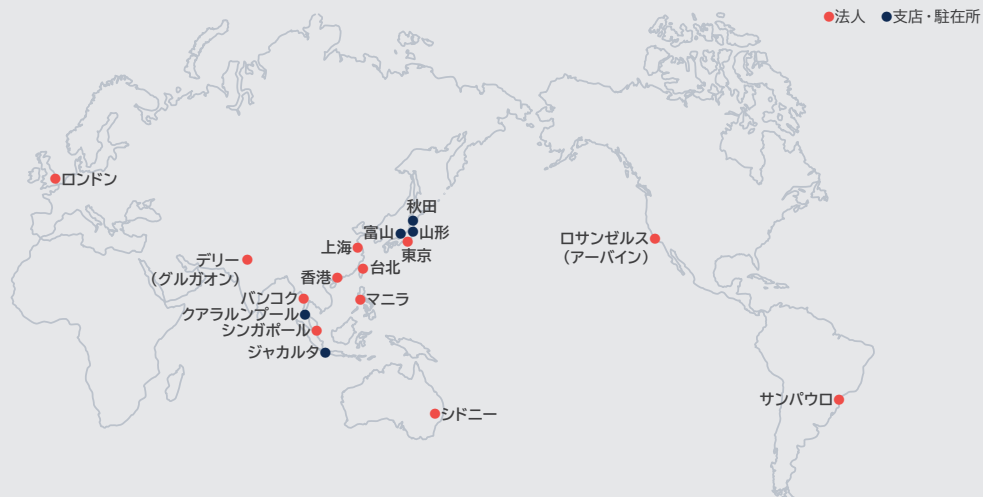 法人 支店・駐在所
ロンドン
秋田
富山
山形
東京
上海
台北
香港
デリー
（グルガオン）
バンコク
マニラ
クアラルンプール
シンガポール
ジャカルタ
シドニー
ロサンゼルス
（アーバイン）
サンパウロ